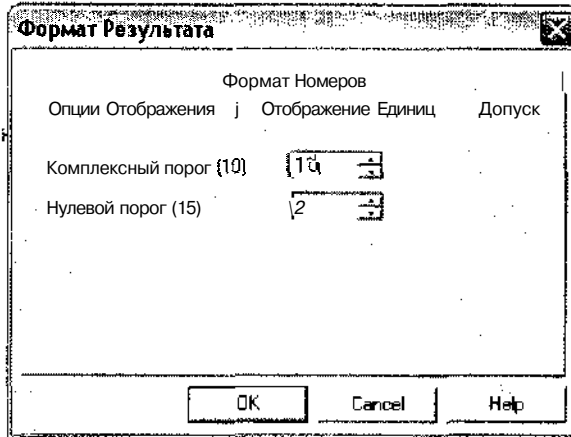 Формат Результата
Формат Номеров
Опции Отображения j Отображение Единиц Допуск
Комплексный порог (10) 10
Нулевой порог (15) 2
OK Cancel Help